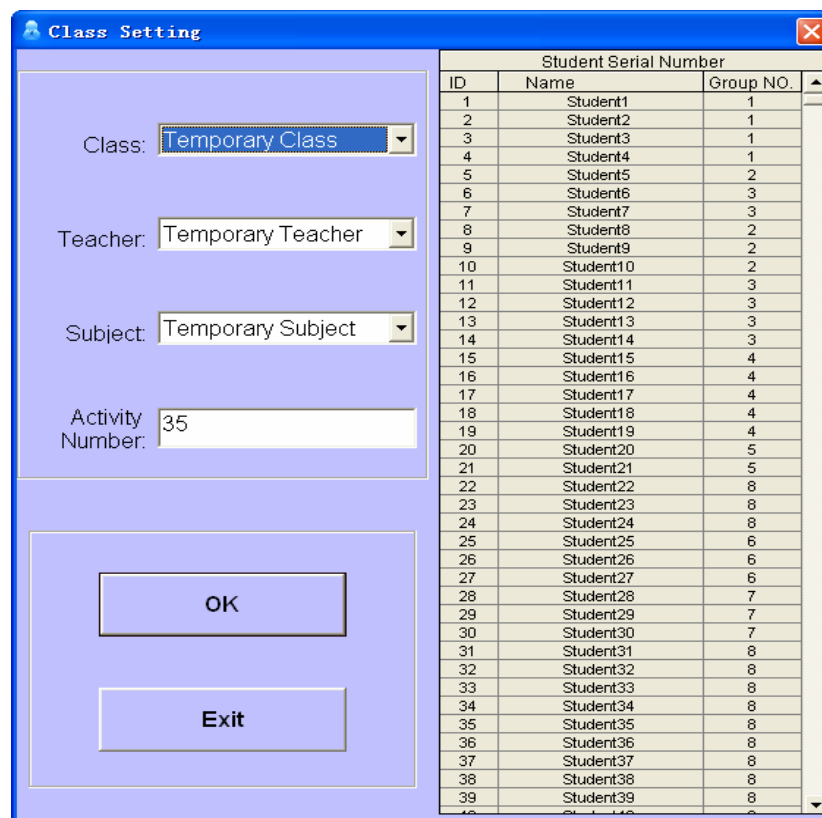 Class Setting
Class: Temporary Class
Teacher: Temporary Teacher
Subject: Temporary Subject
Activity
Number: 35
OK
Exit
Student Serial Number
ID Name Group NO.
1 Student1 1
2 Student2 1
3 Student3 1
4 Student4 1
5 Student5 2
6 Student6 3
7 Student7 3
8 Student8 2
9 Student9 2
10 Student10 2
11 Student11 3
12 Student12 3
13 Student13 3
14 Student14 3
15 Student15 4
16 Student16 4
17 Student17 4
18 Student18 4
19 Student19 4
20 Student20 5
21 Student21 5
22 Student22 8
23 Student23 8
24 Student24 8
25 Student25 6
26 Student26 6
27 Student27 6
28 Student28 7
29 Student29 7
30 Student30 7
31 Student31 8
32 Student32 8
33 Student33 8
34 Student34 8
35 Student35 8
36 Student36 8
37 Student37 8
38 Student38 8
39 Student39 8